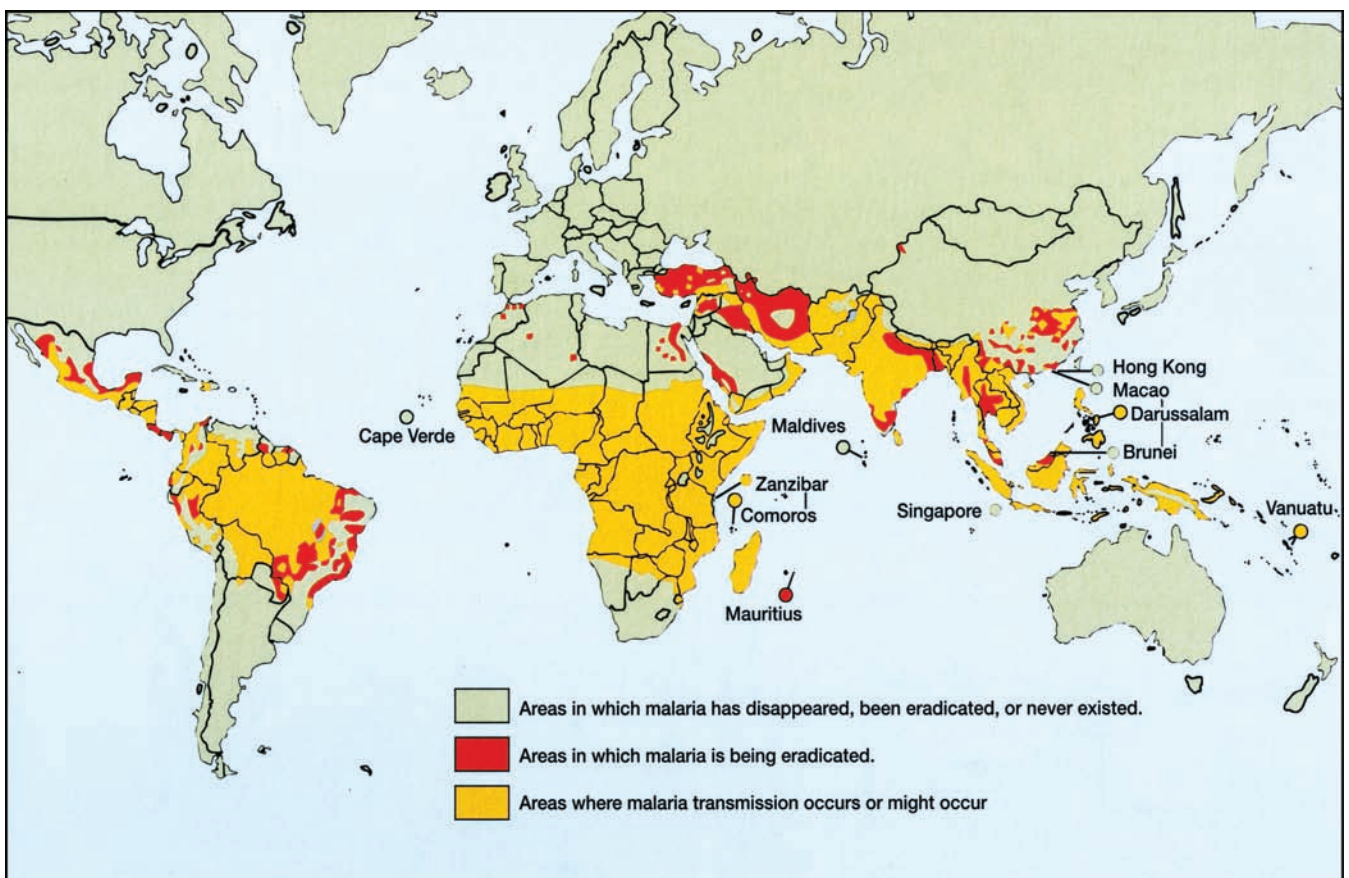 Hong Kong
Macao
Darussalam
Maldives
Cape Verde
Brunei
Zanzibar
Singapore
Comoros
Vanuatu
Mauritius
Areas in which malaria has disappeared, been eradicated, or never existed.
Areas in which malaria is being eradicated.
Areas where malaria transmission occurs or might occur